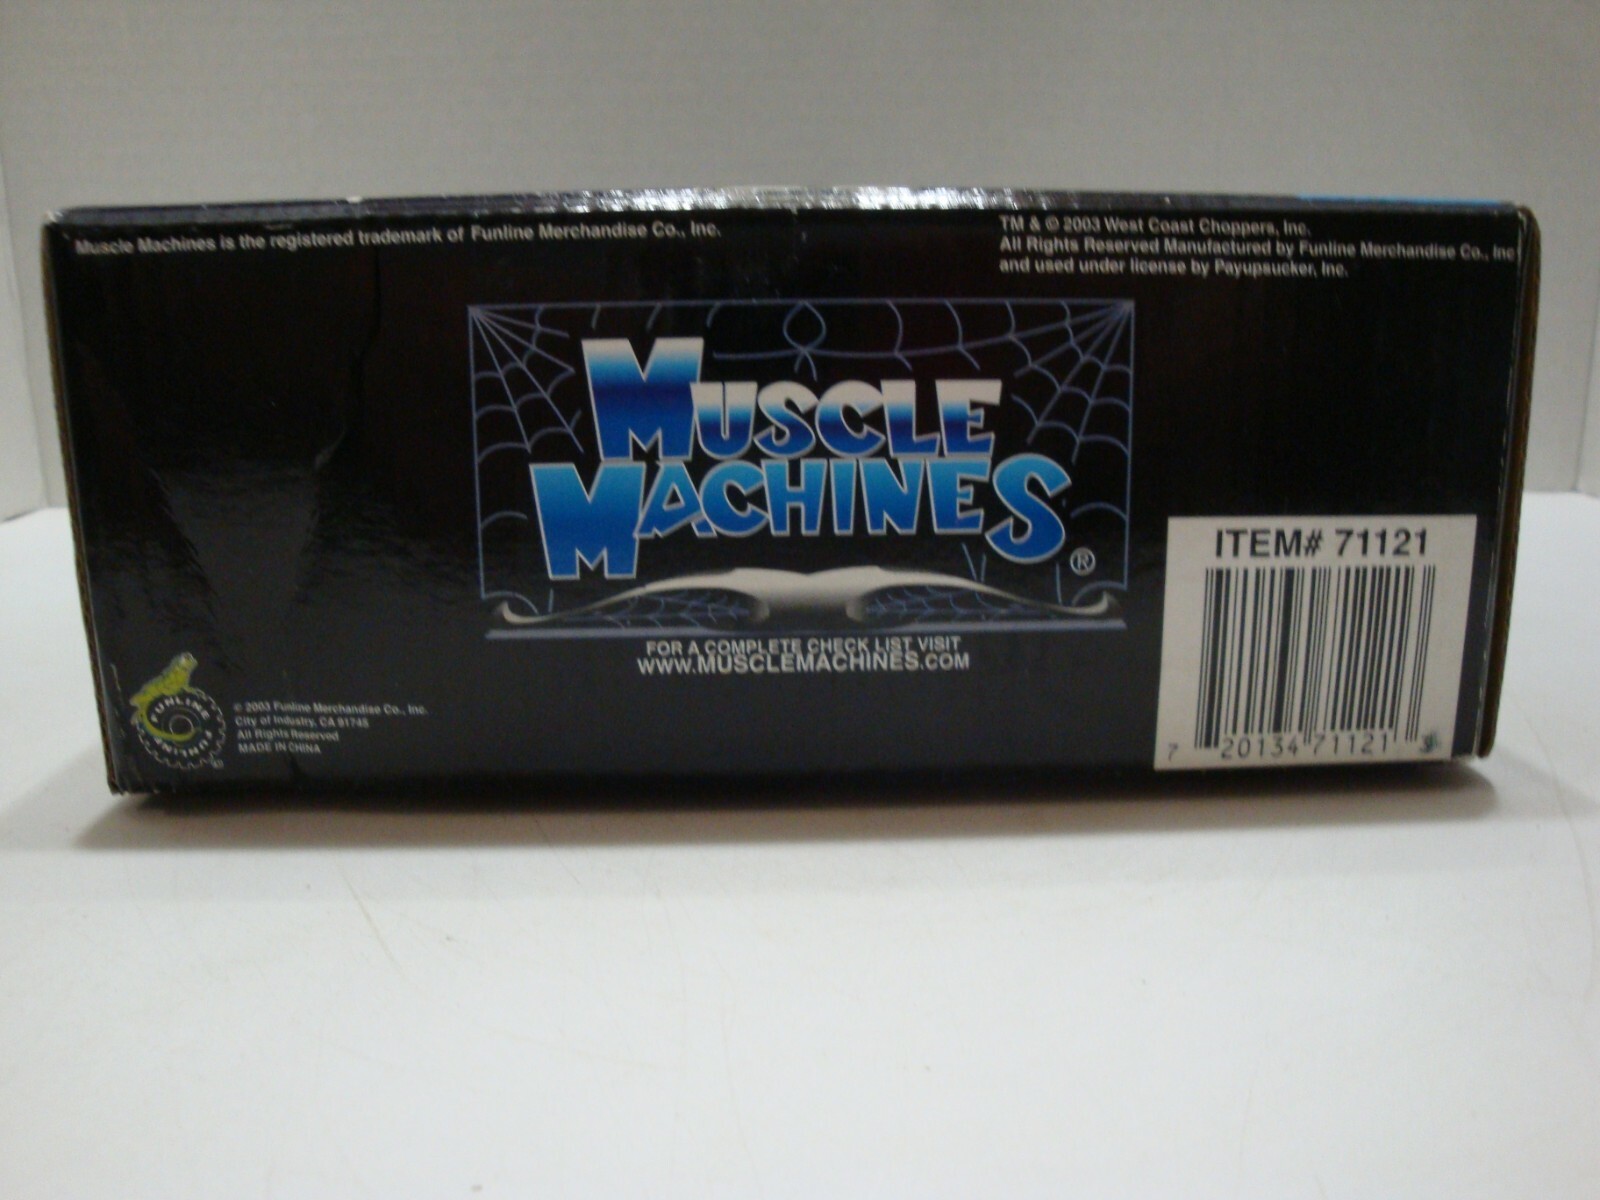 Muscle Machines is the registered trademark of Funline Merchandise Co., Inc.
TM & © 2003 West Coast Choppers, Inc.
All Rights Reserved Manufactured by Funline Merchandise Co., Inc
and used under license by Payupsucker, Inc.
MUSCLE
MACHINES
®
FOR A COMPLETE CHECK LIST VISIT
WWW.MUSCLEMACHINES.COM
FUNLINE
FUNLINE
© 2003 Funline Merchandise Co., Inc.
City of Industry, CA 91745
All Rights Reserved
MADE IN CHINA
ITEM# 71121
7 20134 71121